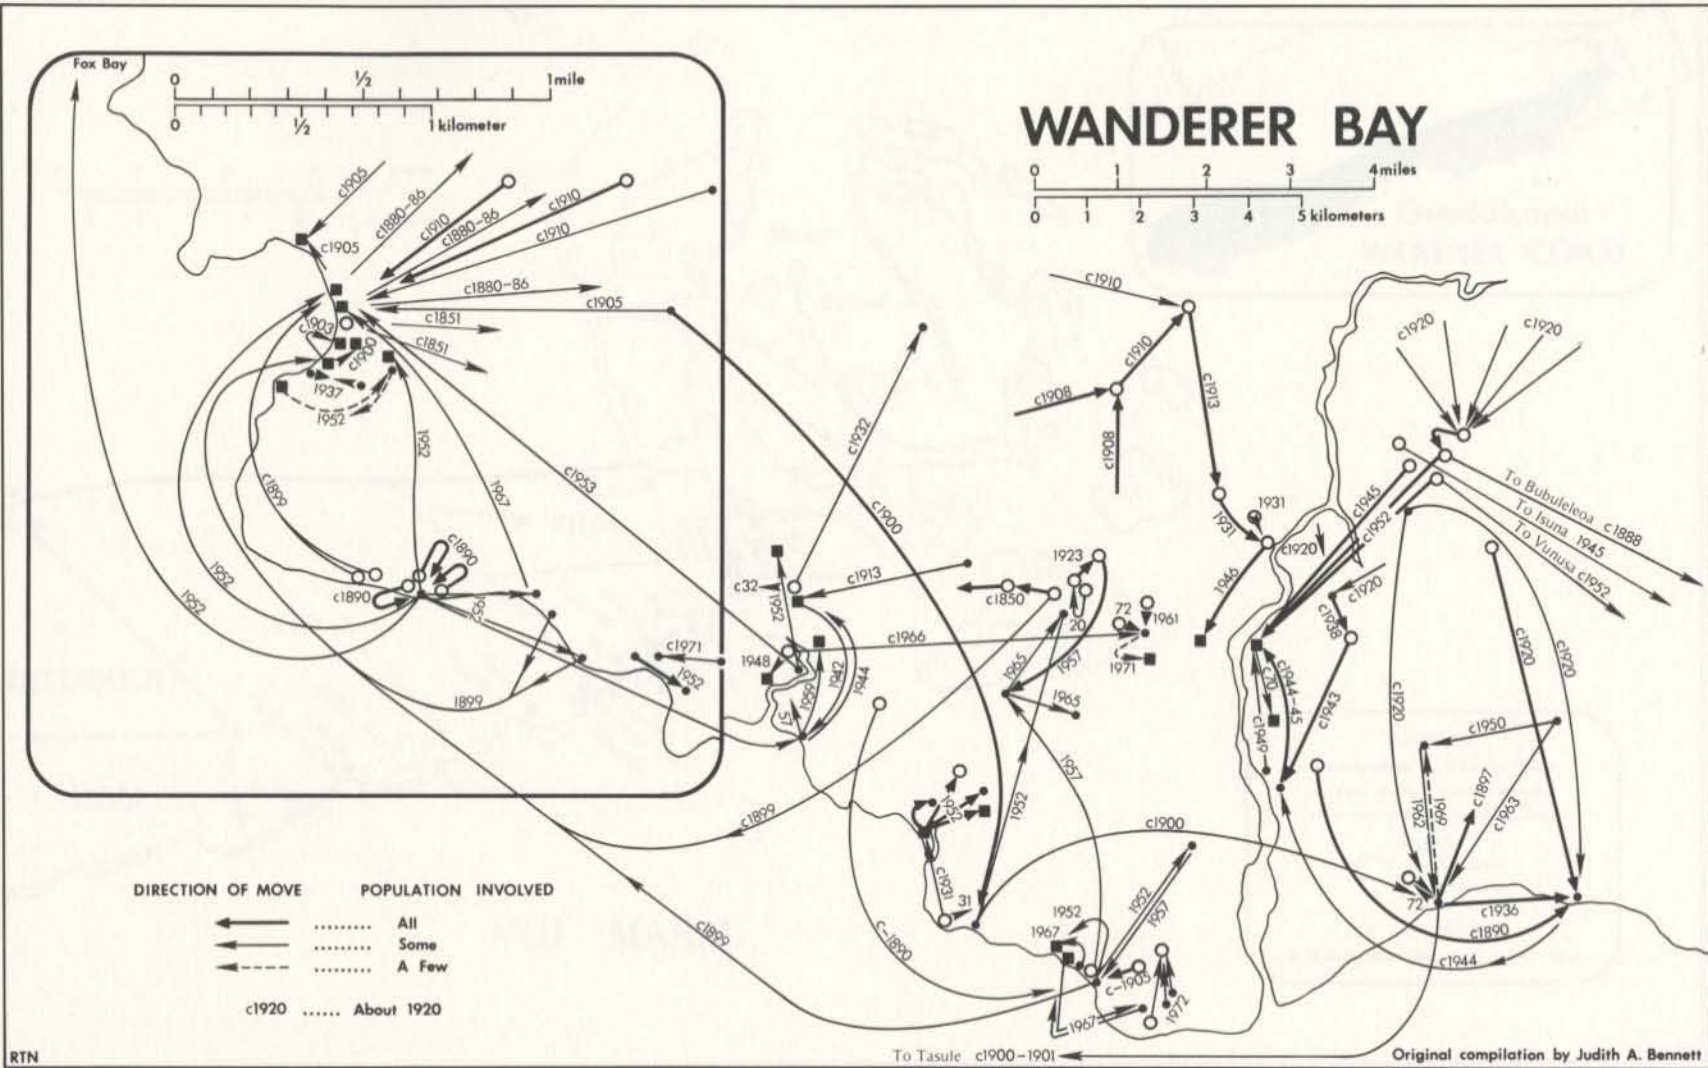 Fox Bay
0 ½ 1 mile
0 ½ 1 kilometer
WANDERER BAY
0 1 2 3 4 miles
0 1 2 3 4 5 kilometers
c1905
c1880-86
c1910
c1880-86
c1910
c1910
c1905
c1880-86
c1905
c1851
c1851
c1903
c1900
1937
1952
1952
c1899
1967
c1953
c1900
c1890
c1890
1952
1952
1899
c1971
1952
c1932
c1913
c32
1952
1948
1959
1942
1944
57
c1966
c1850
1923
20
72
1961
1971
1965
1951
1965
1957
1952
c1899
c1910
c1910
c1908
c1908
c1913
1931
1931
1946
c1920
c1920
c1920
c1945
c1952
To Bubuleleoa c1888
To Isuna 1945
To Vunusa c1952
c1920
c1938
c1920
c1920
c1920
c1944-45
c70
c1949
c1943
c1950
1962
1969
c1897
c1963
72
c1936
c1890
c1944
c1900
1952
c1931
31
c-1890
c1899
1952
1967
1952
1957
c-1905
1972
1967
DIRECTION OF MOVE POPULATION INVOLVED
......... All
......... Some
......... A Few
c1920 ...... About 1920
RTN
To Tasule c1900-1901
Original compilation by Judith A. Bennett